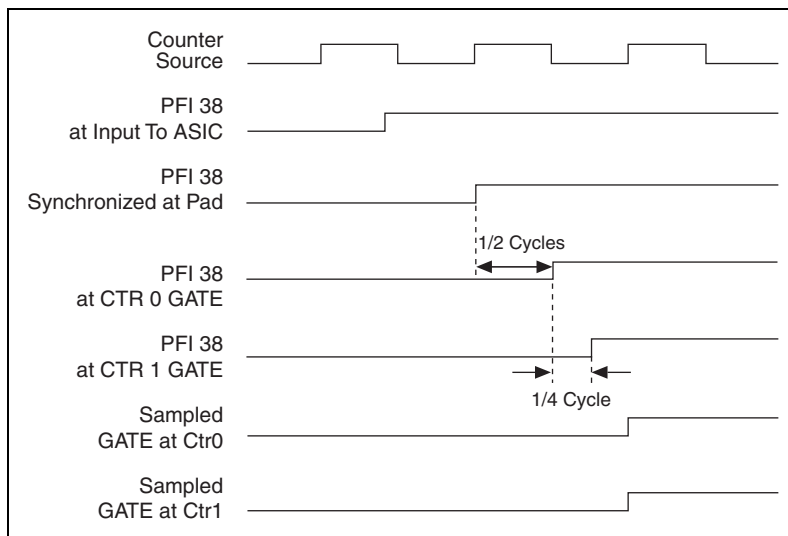 Counter
Source
PFI 38
at Input To ASIC
PFI 38
Synchronized at Pad
1/2 Cycles
PFI 38
at CTR 0 GATE
PFI 38
at CTR 1 GATE
1/4 Cycle
Sampled
GATE at Ctr0
Sampled
GATE at Ctr1